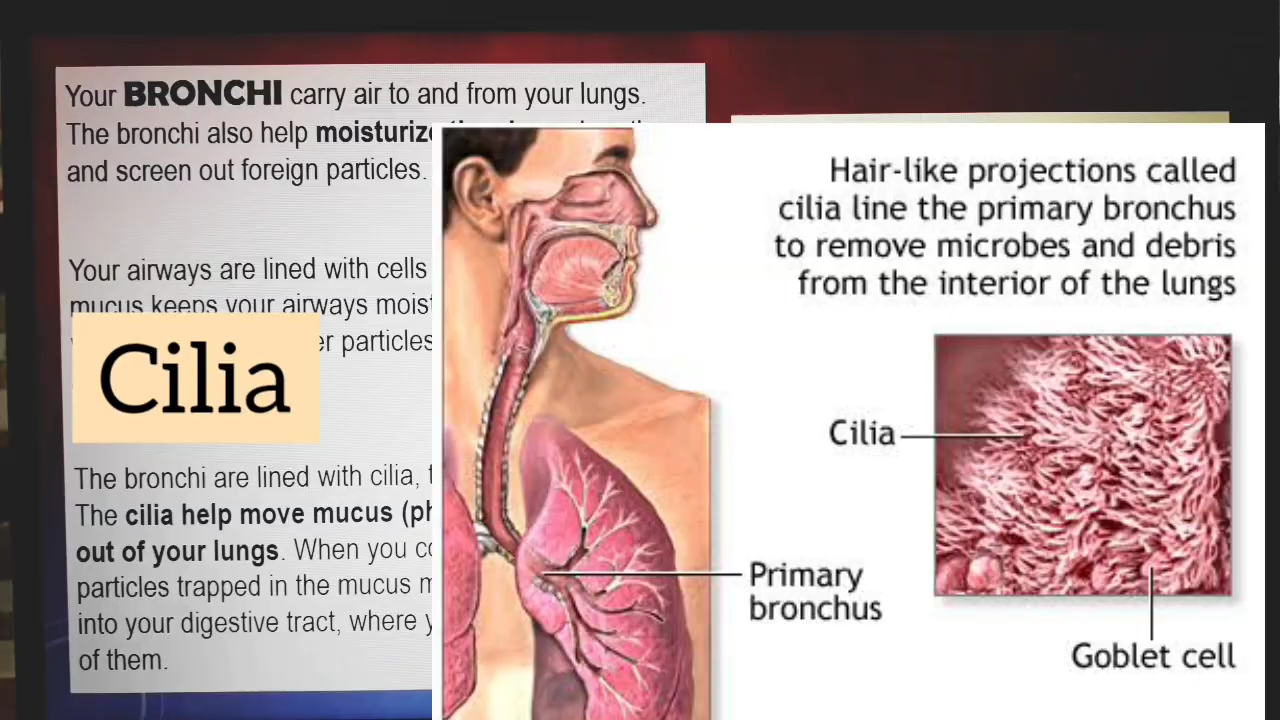 Your BRONCHI carry air to and from your lungs.
The bronchi also help
and screen out foreign particles.
Your airways are lined with cells
mucus keeps your airways
particles
Cilia
The bronchi are lined with cilia,
The cilia help move mucus
out of your lungs. When you
particles trapped in the mucus
into your digestive tract, where
of them.
Hair-like projections called
cilia line the primary bronchus
to remove microbes and debris
from the interior of the lungs
Cilia
Primary
bronchus
Goblet cell